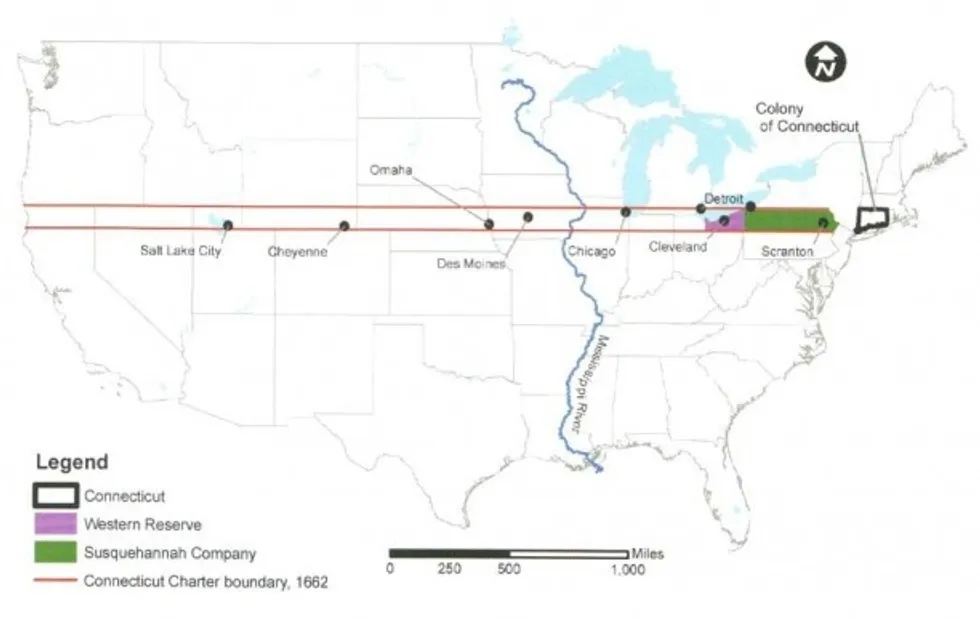 N
Colony
of Connecticut
Omaha
Detroit
Salt Lake City
Cheyenne
Des Moines
Chicago
Cleveland
Scranton
Mississippi River
Legend
Connecticut
Western Reserve
Susquehannah Company
Connecticut Charter boundary, 1662
Miles
0 250 500 1,000